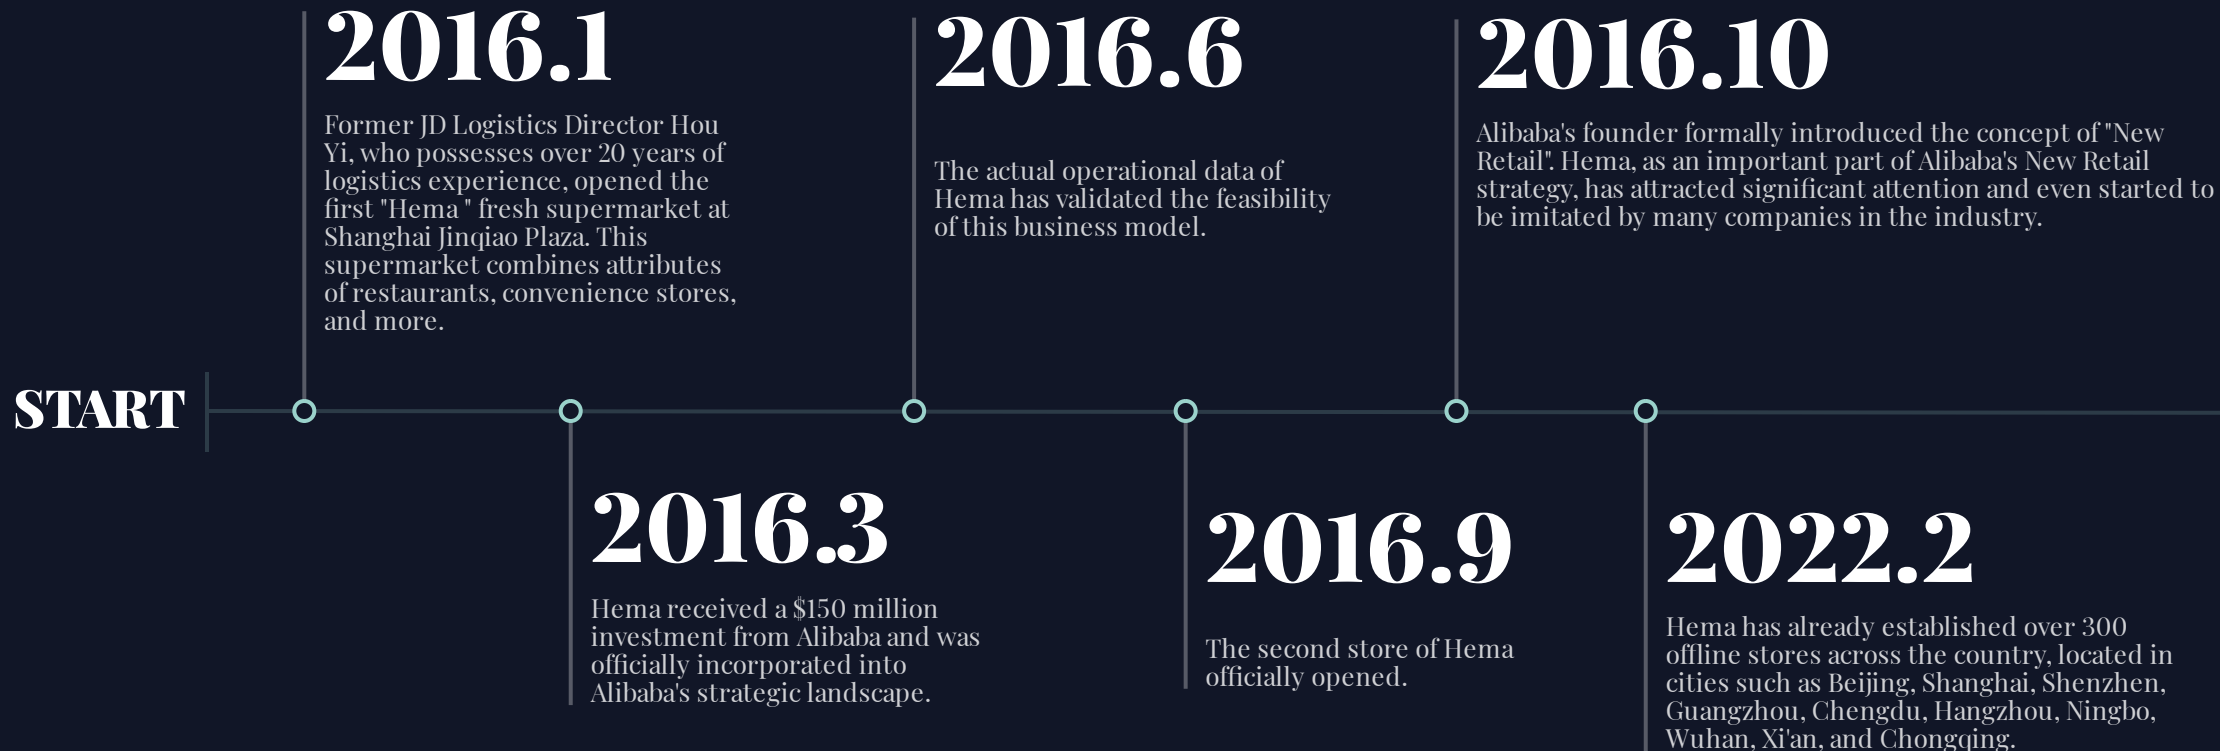 2016.1
Former JD Logistics Director Hou
Yi, who possesses over 20 years of
logistics experience, opened the
first "Hema " fresh supermarket at
Shanghai Jinqiao Plaza. This
supermarket combines attributes
of restaurants, convenience stores,
and more.
2016.6
The actual operational data of
Hema has validated the feasibility
of this business model.
2016.10
Alibaba's founder formally introduced the concept of "New
Retail". Hema, as an important part of Alibaba's New Retail
strategy, has attracted significant attention and even started to
be imitated by many companies in the industry.
START
2016.3
Hema received a $150 million
investment from Alibaba and was
officially incorporated into
Alibaba's strategic landscape.
2016.9
The second store of Hema
officially opened.
2022.2
Hema has already established over 300
offline stores across the country, located in
cities such as Beijing, Shanghai, Shenzhen,
Guangzhou, Chengdu, Hangzhou, Ningbo,
Wuhan, Xi'an, and Chongqing.